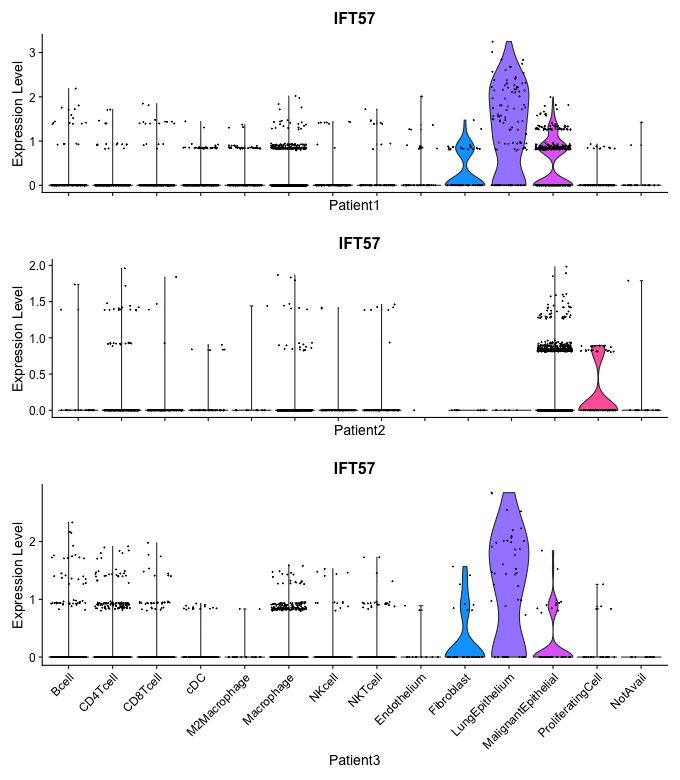 IFT57
Expression Level
3
2
1
0
Patient1
IFT57
Expression Level
2.0
1.5
1.0
0.5
0.0
Patient2
IFT57
Expression Level
2
1
0
Bcell
CD4Tcell
CD8Tcell
cDC
M2Macrophage
Macrophage
NKcell
NKTcell
Endothelium
Fibroblast
LungEpithelium
MalignantEpithelial
ProliferatingCell
NotAvail
Patient3